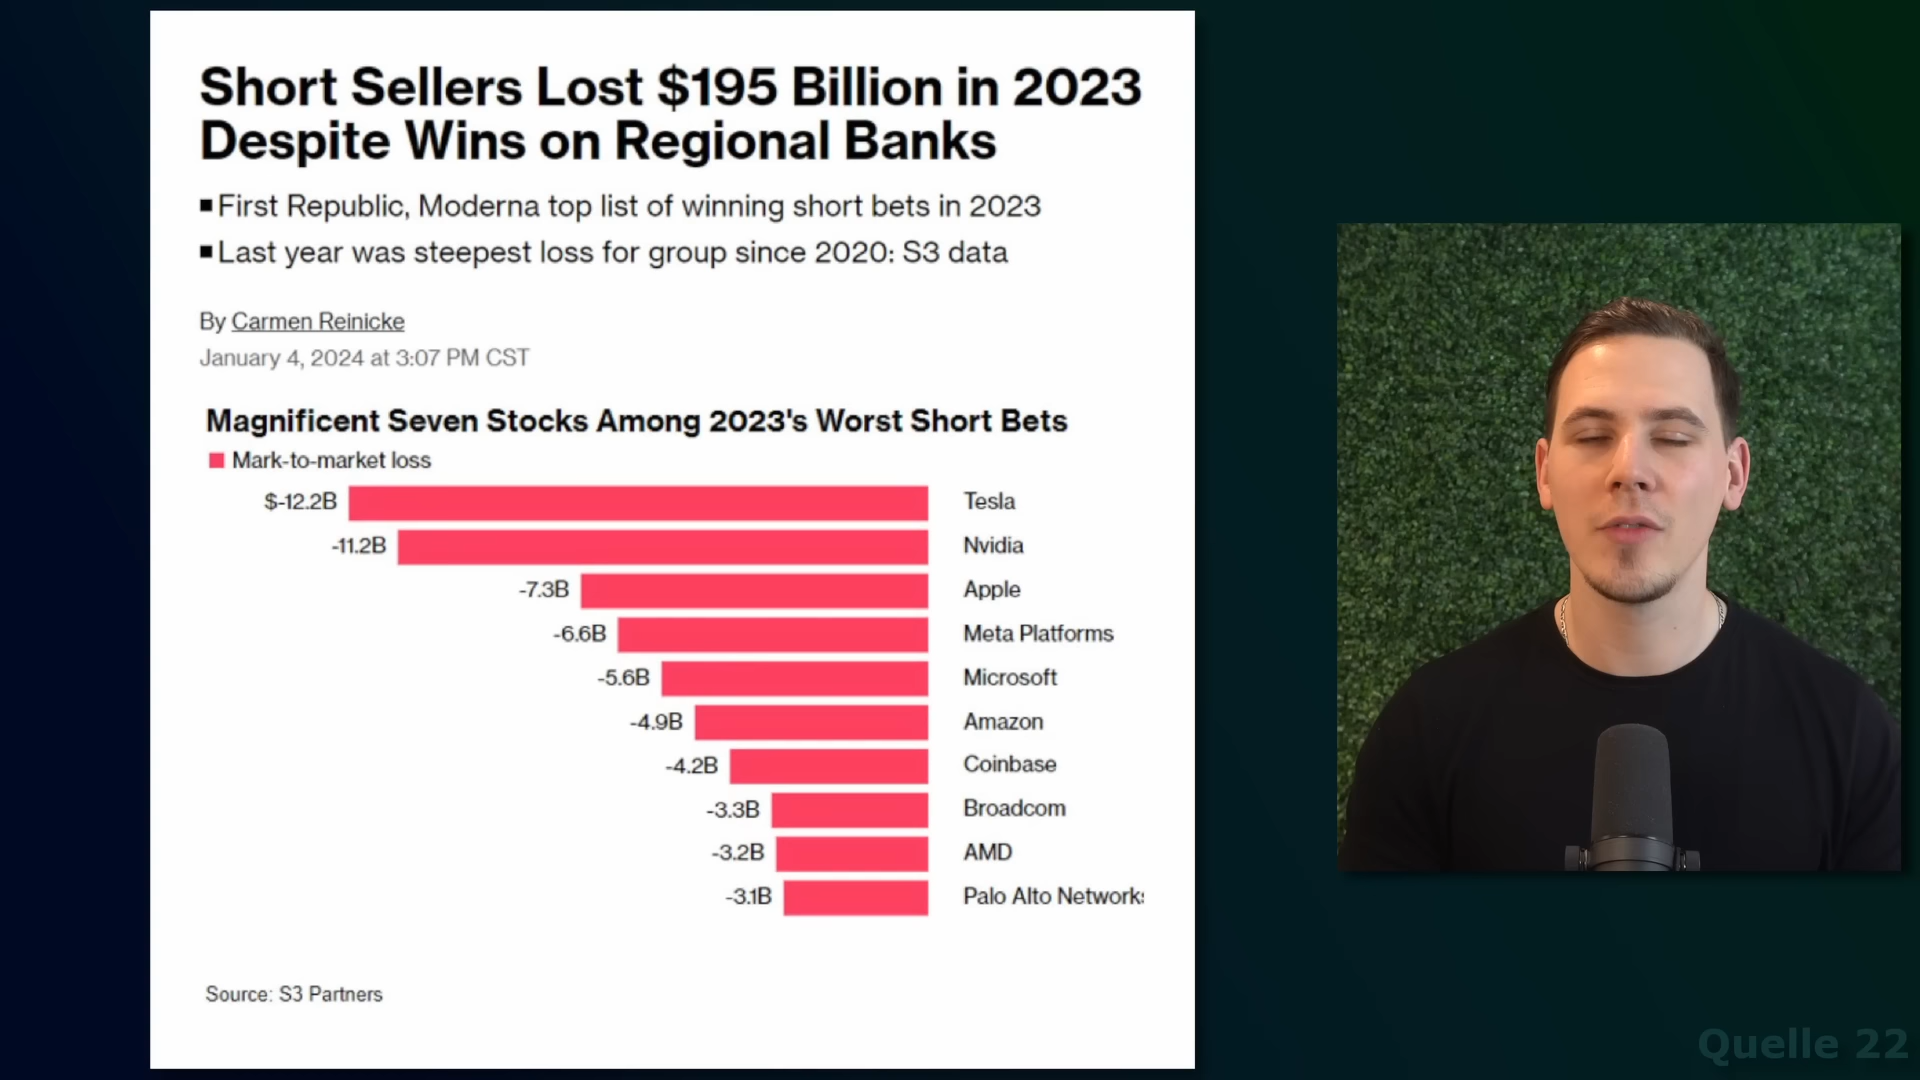 Short Sellers Lost $195 Billion in 2023
Despite Wins on Regional Banks
First Republic, Moderna top list of winning short bets in 2023
Last year was steepest loss for group since 2020: S3 data
By Carmen Reinicke
January 4, 2024 at 3:07 PM CST
Magnificent Seven Stocks Among 2023's Worst Short Bets
Mark-to-market loss
$-12.2B Tesla
-11.2B Nvidia
-7.3B Apple
-6.6B Meta Platforms
-5.6B Microsoft
-4.9B Amazon
-4.2B Coinbase
-3.3B Broadcom
-3.2B AMD
-3.1B Palo Alto Networks
Source: S3 Partners
Quelle 22